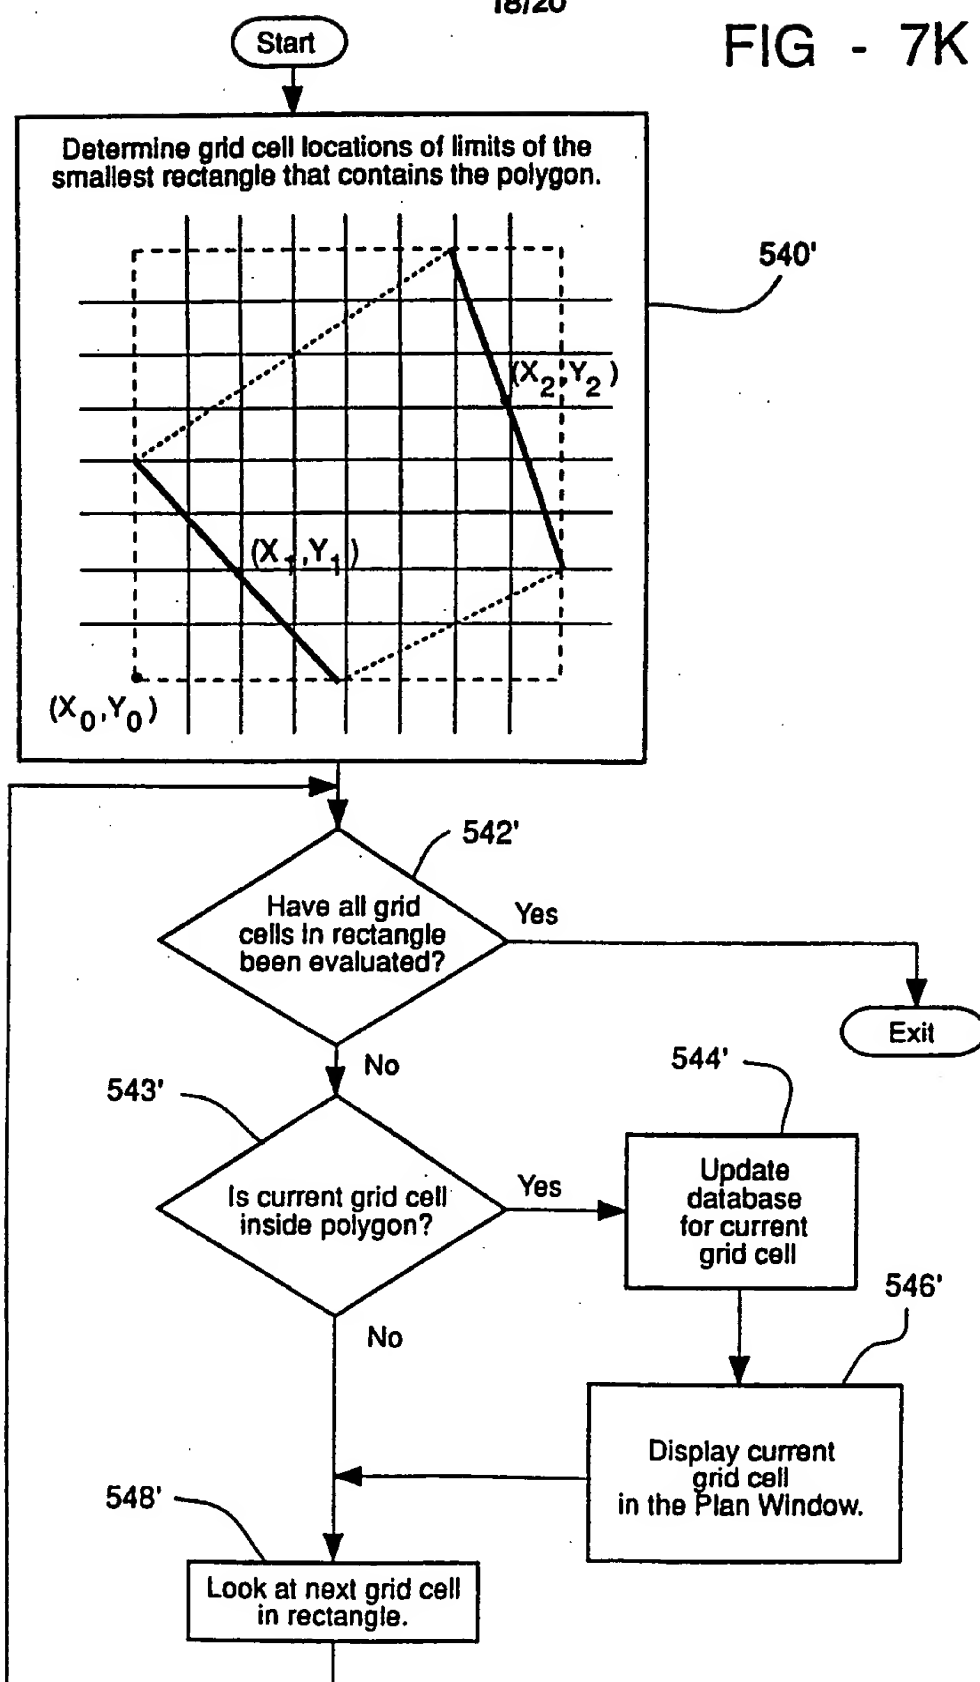 18/20
FIG - 7K
Start
Determine grid cell locations of limits of the
smallest rectangle that contains the polygon.
540'
(X2,Y2)
(X1,Y1)
(X0,Y0)
542'
Have all grid
cells in rectangle
been evaluated?
Yes
Exit
No
543'
544'
Is current grid cell
inside polygon?
Yes
Update
database
for current
grid cell
546'
No
Display current
grid cell
in the Plan Window.
548'
Look at next grid cell
in rectangle.